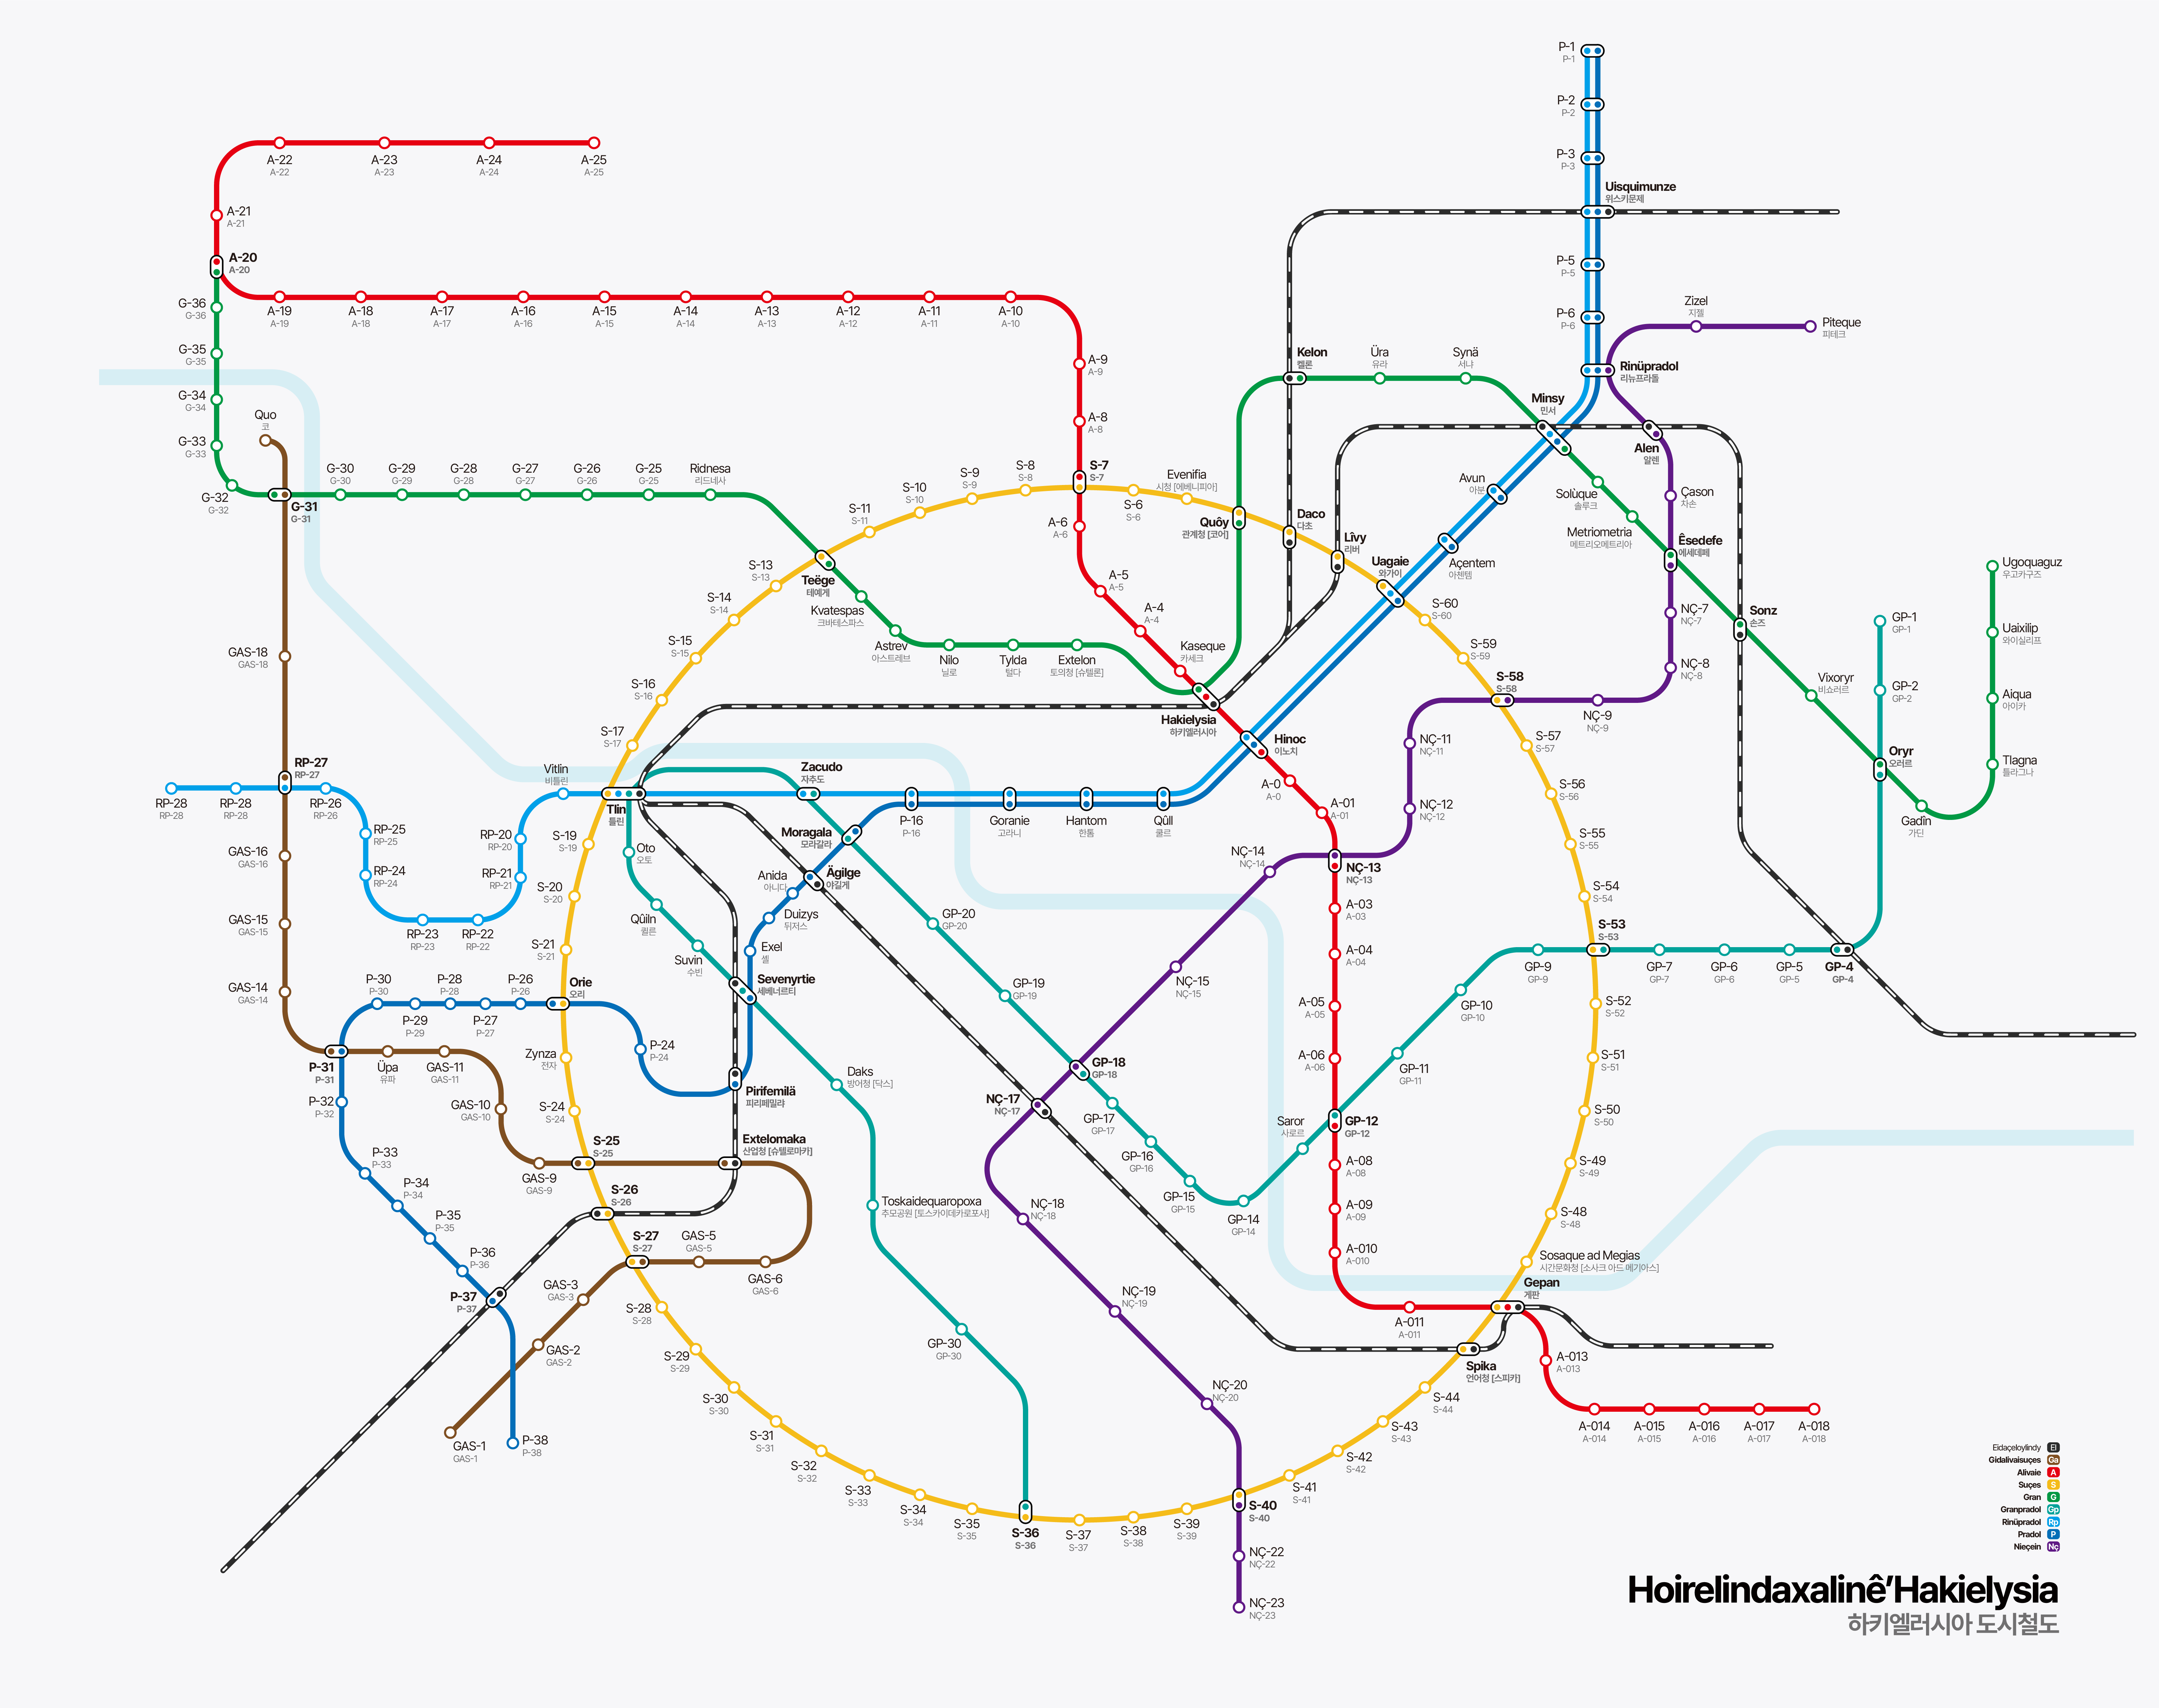 P-1
P-1
P-2
P-2
P-3
P-3
Uisquimunze
위스키문제
P-5
P-5
P-6
P-6
Rinüpradol
리뉴프라돌
Zizel
지젤
Piteque
피테크
A-22
A-22
A-23
A-23
A-24
A-24
A-25
A-25
A-21
A-21
A-20
A-20
A-19
A-19
A-18
A-18
A-17
A-17
A-16
A-16
A-15
A-15
A-14
A-14
A-13
A-13
A-12
A-12
A-11
A-11
A-10
A-10
A-9
A-9
A-8
A-8
S-7
S-7
A-6
A-6
A-5
A-5
A-4
A-4
Kaseque
카세크
Hakielysia
하키엘러시아
Hinoc
이노치
A-0
A-0
A-01
A-01
NÇ-13
NÇ-13
A-03
A-03
A-04
A-04
A-05
A-05
A-06
A-06
GP-12
GP-12
A-08
A-08
A-09
A-09
A-010
A-010
A-011
A-011
Gepan
게판
A-013
A-013
A-014
A-014
A-015
A-015
A-016
A-016
A-017
A-017
A-018
A-018
G-36
G-36
G-35
G-35
G-34
G-34
G-33
G-33
G-32
G-32
Quo
코
G-31
G-31
G-30
G-30
G-29
G-29
G-28
G-28
G-27
G-27
G-26
G-26
G-25
G-25
Ridnesa
리드네사
Teëge
테예게
Kvatespas
크바테스파스
Astrev
아스트레브
Nilo
닐로
Tylda
털다
Extelon
토의청 [슈텔론]
Quôy
관계청 [코어]
Kelon
켈론
Üra
유라
Synä
서냐
Minsy
민서
Solùque
솔루크
Metriometria
메트리오메트리아
Êsedefe
에세데페
Sonz
손즈
Vixoryr
비쇼러르
Oryr
오러르
Gadîn
가딘
Tlagna
틀라그나
Aiqua
아이카
Uaixilip
와이실리프
Ugoquaguz
우고카구즈
GP-1
GP-1
GP-2
GP-2
GP-4
GP-4
GP-5
GP-5
GP-6
GP-6
GP-7
GP-7
S-53
S-53
GP-9
GP-9
GP-10
GP-10
GP-11
GP-11
Saror
사로르
GP-14
GP-14
GP-15
GP-15
GP-16
GP-16
GP-17
GP-17
GP-18
GP-18
GP-19
GP-19
GP-20
GP-20
Moragala
모라갈라
Zacudo
자추도
Tlin
틀린
Oto
오토
Qûiln
퀼른
Suvin
수빈
Sevenyrtie
세베너르티
Daks
방어청 [닥스]
Toskaidequaropoxa
추모공원 [토스카이데카로포샤]
GP-30
GP-30
S-36
S-36
Alen
알렌
Çason
차손
NÇ-7
NÇ-7
NÇ-8
NÇ-8
NÇ-9
NÇ-9
S-58
S-58
NÇ-11
NÇ-11
NÇ-12
NÇ-12
NÇ-14
NÇ-14
NÇ-15
NÇ-15
NÇ-17
NÇ-17
NÇ-18
NÇ-18
NÇ-19
NÇ-19
NÇ-20
NÇ-20
S-40
S-40
NÇ-22
NÇ-22
NÇ-23
NÇ-23
Avun
아분
Açentem
아첸템
Uagaie
와가이
Lîvy
리버
Daco
다초
Evenifia
시청 [에베니피아]
S-6
S-6
S-8
S-8
S-9
S-9
S-10
S-10
S-11
S-11
S-13
S-13
S-14
S-14
S-15
S-15
S-16
S-16
S-17
S-17
S-19
S-19
S-20
S-20
S-21
S-21
Orie
오리
Zynza
전자
S-24
S-24
S-25
S-25
S-26
S-26
S-27
S-27
S-28
S-28
S-29
S-29
S-30
S-30
S-31
S-31
S-32
S-32
S-33
S-33
S-34
S-34
S-35
S-35
S-37
S-37
S-38
S-38
S-39
S-39
S-41
S-41
S-42
S-42
S-43
S-43
S-44
S-44
Spika
언어청 [스피카]
Sosaque ad Megias
시간문화청 [소사크 아드 메기아스]
S-48
S-48
S-49
S-49
S-50
S-50
S-51
S-51
S-52
S-52
S-54
S-54
S-55
S-55
S-56
S-56
S-57
S-57
S-59
S-59
S-60
S-60
Qûll
쿨르
Hantom
한톰
Goranie
고라니
P-16
P-16
Ägilge
야길게
Anida
아니다
Duizys
뒤저스
Exel
셀
Pirifemilä
피리페밀랴
P-24
P-24
P-26
P-26
P-27
P-27
P-28
P-28
P-29
P-29
P-30
P-30
P-31
P-31
P-32
P-32
P-33
P-33
P-34
P-34
P-35
P-35
P-36
P-36
P-37
P-37
P-38
P-38
Vitlin
비틀린
RP-20
RP-20
RP-21
RP-21
RP-22
RP-22
RP-23
RP-23
RP-24
RP-24
RP-25
RP-25
RP-26
RP-26
RP-27
RP-27
RP-28
RP-28
RP-28
RP-28
GAS-18
GAS-18
GAS-16
GAS-16
GAS-15
GAS-15
GAS-14
GAS-14
Üpa
유파
GAS-11
GAS-11
GAS-10
GAS-10
GAS-9
GAS-9
Extelomaka
산업청 [슈텔로마카]
GAS-6
GAS-6
GAS-5
GAS-5
GAS-3
GAS-3
GAS-2
GAS-2
GAS-1
GAS-1
Eidaçeloylindy El
Gidalivaisuçes Ga
Alivaie A
Suçes S
Gran G
Granpradol Gp
Rinüpradol Rp
Pradol P
Nieçein Nç
Hoirelindaxalinê'Hakielysia
하키엘러시아 도시철도